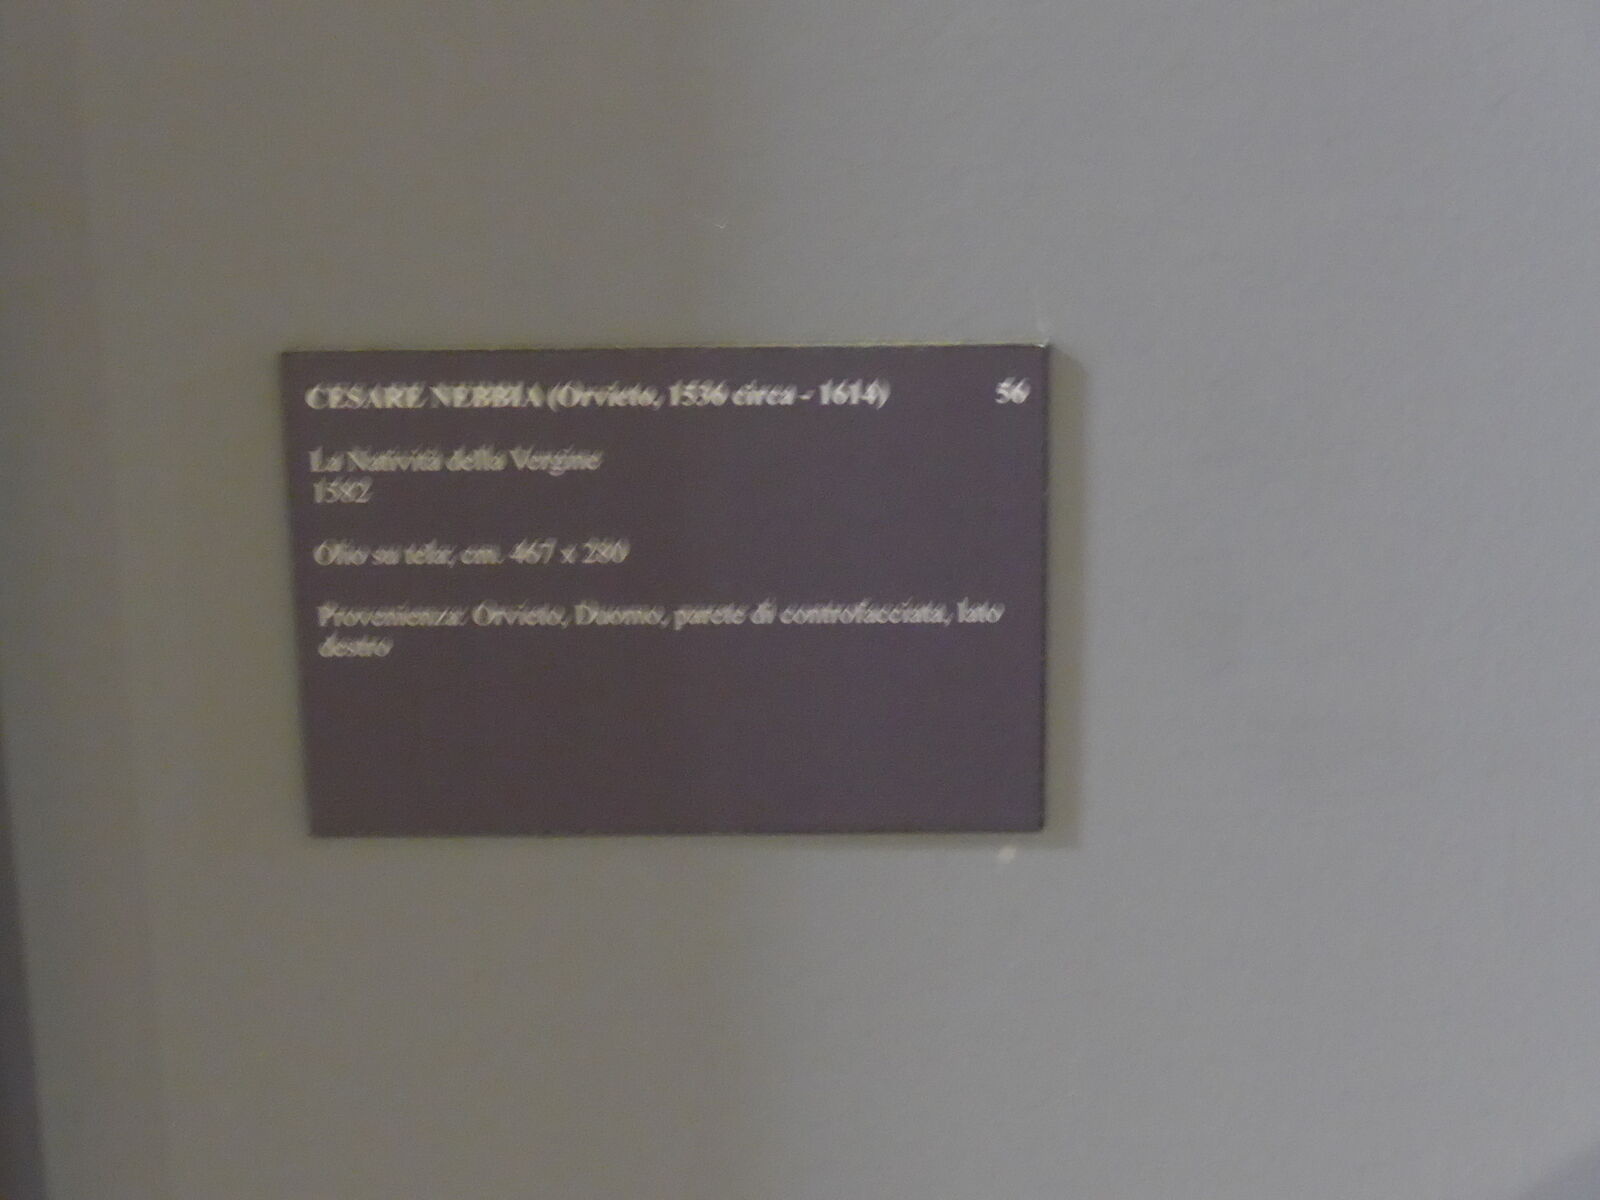 CESARE NEBBIA (Orvieto, 1536 circa - 1614) 56
La Natività della Vergine
1582
Olio su tela, cm. 467 x 280
Provenienza: Orvieto, Duomo, parete di controfacciata, lato
destro